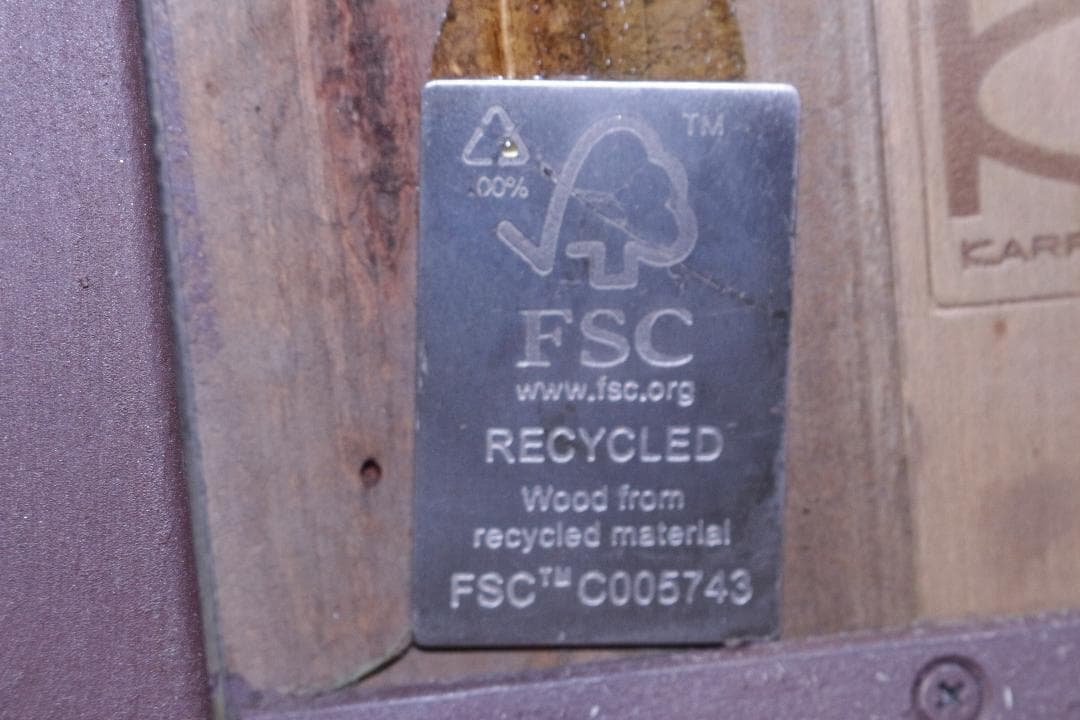 TM
00%
FSC
www.fsc.org
RECYCLED
Wood from
recycled material
FSC™ C005743